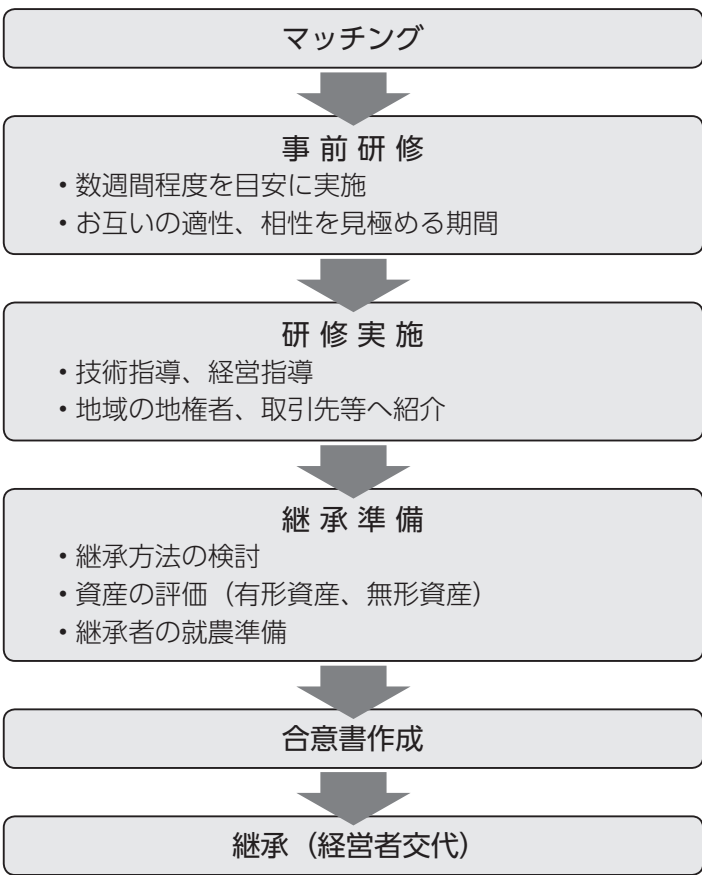 マッチング
事前研修
・数週間程度を目安に実施
・お互いの適性、相性を見極める期間
研修実施
・技術指導、経営指導
・地域の地権者、取引先等へ紹介
継承準備
・継承方法の検討
・資産の評価（有形資産、無形資産）
・継承者の就農準備
合意書作成
継承（経営者交代）